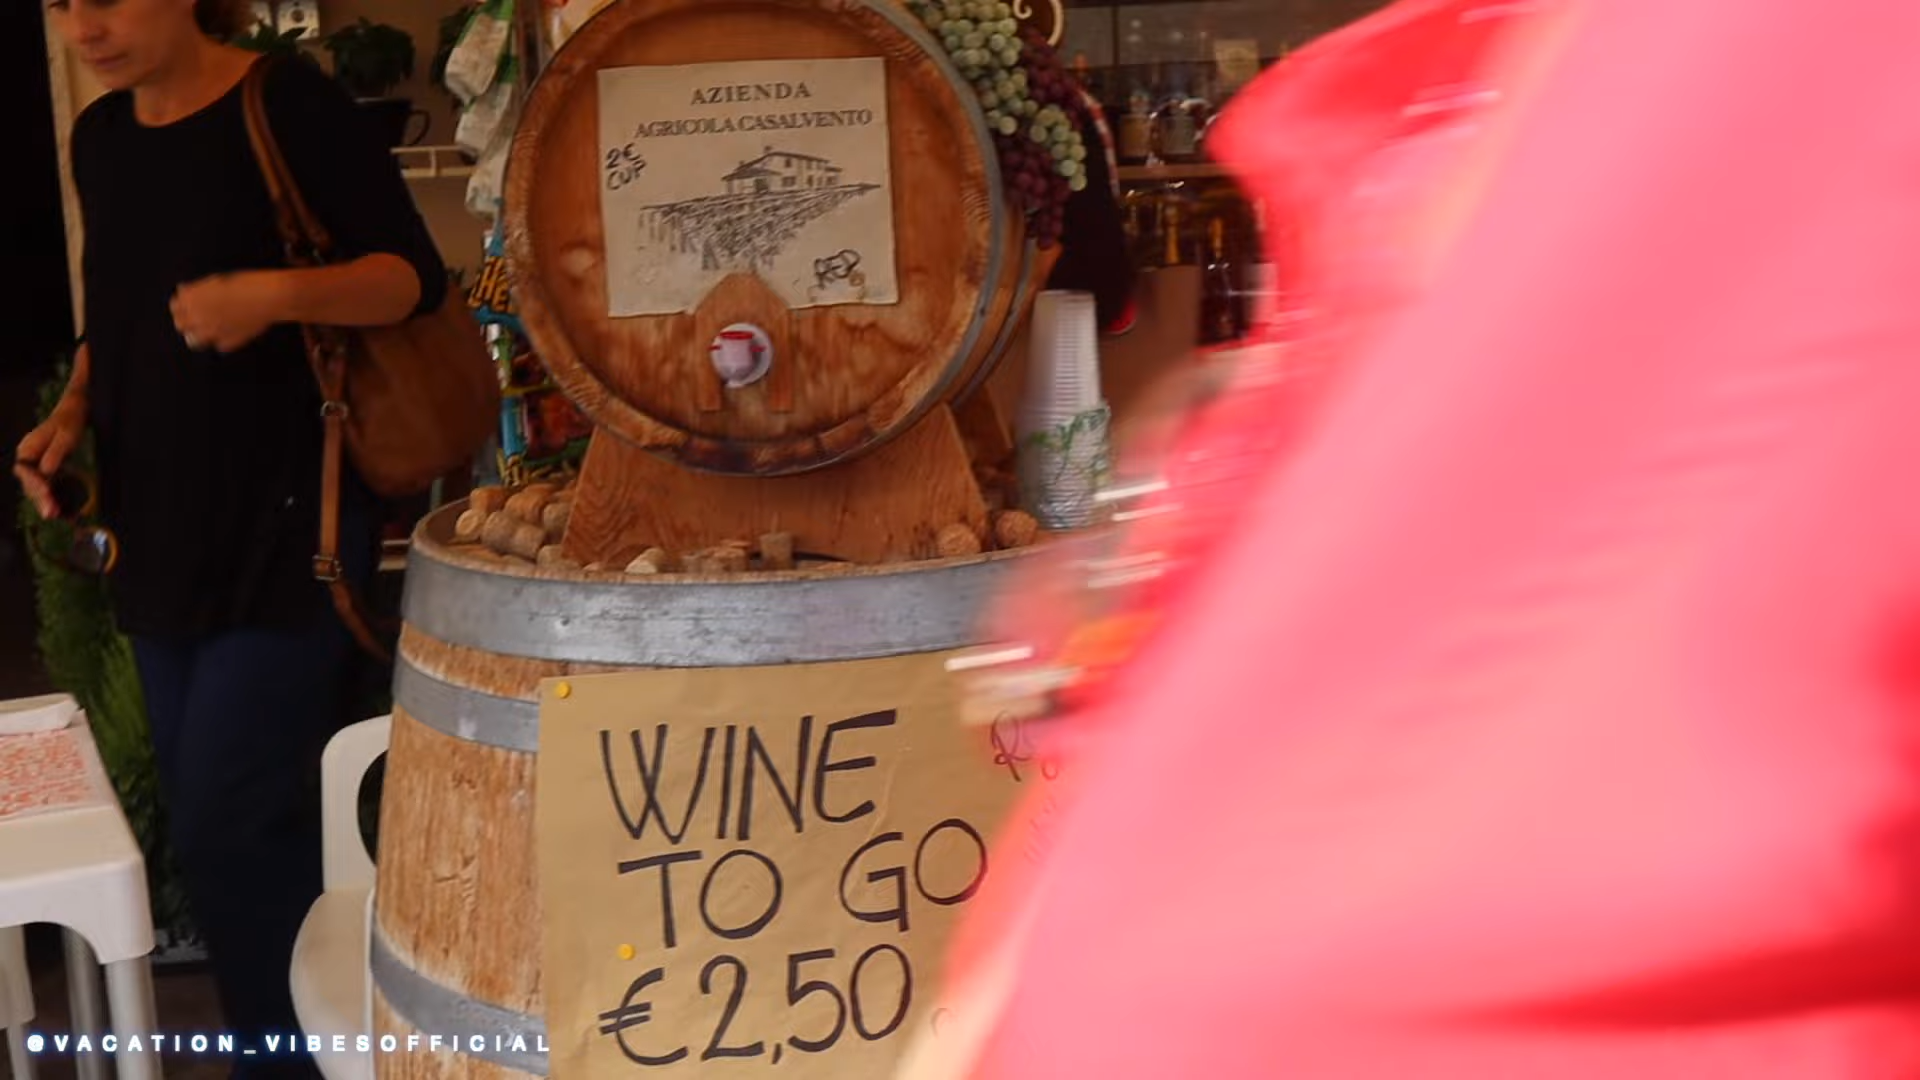 AZIENDA
AGRICOLA CASALVENTO
2€
CUP
RED
WINE
TO GO
€2,50
@VACATION_VIBESOFFICIAL